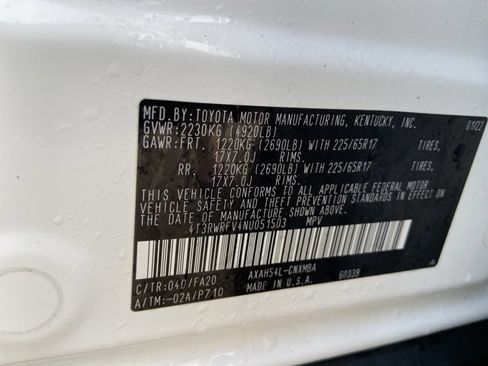 MFD.BY: TOYOTA MOTOR MANUFACTURING, KENTUCKY, INC. 01/22
GVWR: 2230KG (4920LB)
GAWR: FRT. 1220KG (2690LB) WITH 225/65R17 TIRES,
17X7.0J RIMS.
RR. 1220KG (2690LB) WITH 225/65R17 TIRES,
17X7.0J RIMS.
THIS VEHICLE CONFORMS TO ALL APPLICABLE FEDERAL MOTOR
VEHICLE SAFETY AND BUMPER STANDARDS IN EFFECT ON
THE DATE OF MANUFACTURE SHOWN ABOVE.
4T3RWRFV4NU051503 MPV
C/TR: 040/FA20 AXAH54L-CNXMBA 60339
A/TM: -02A/P710 MADE IN U.S.A.